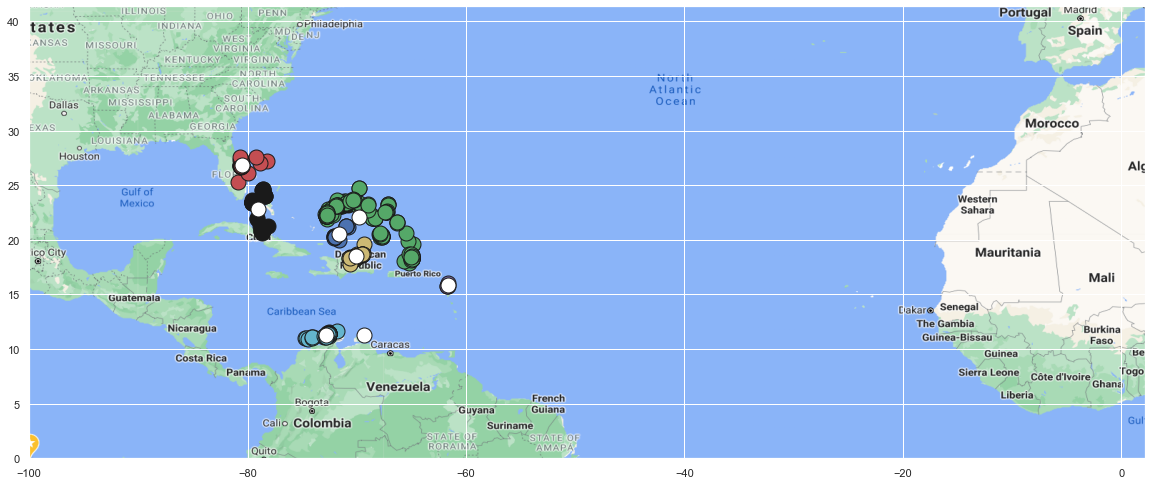 ILLINOIS
OHIO
PENN
tates
INDIANA
Philadelphia
MD
DE
NJ
KANSAS
MISSOURI
WEST
VIRGINIA
KENTUCKY
VIRGINIA
OKLAHOMA
TENNESSEE
NORTH
CAROLINA
ARKANSAS
MISSISSIPPI
SOUTH
CAROLINA
Dallas
ALABAMA
GEORGIA
EXAS
LOUISIANA
Houston
FLO
Gulf of
Mexico
North
Atlantic
Ocean
Portugal
Madrid
Spain
Morocco
Alg
Western
Sahara
Mauritania
Mali
ico City
Republic
Puerto Rico
Guatemala
Caribbean Sea
Nicaragua
Costa Rica
Panama
Caracas
Venezuela
Bogota
Cali
Colombia
Guyana
French
Guiana
Suriname
STATE OF
RORAIMA
STATE OF
AMAPA
Quito
Dakar
Senegal
The Gambia
Guinea-Bissau
Guinea
Burkina
Faso
Sierra Leone
Côte d'Ivoire
Ghana
Togo
Be
Liberia
Gulf
40
35
30
25
20
15
10
5
0
−100
−80
−60
−40
−20
0